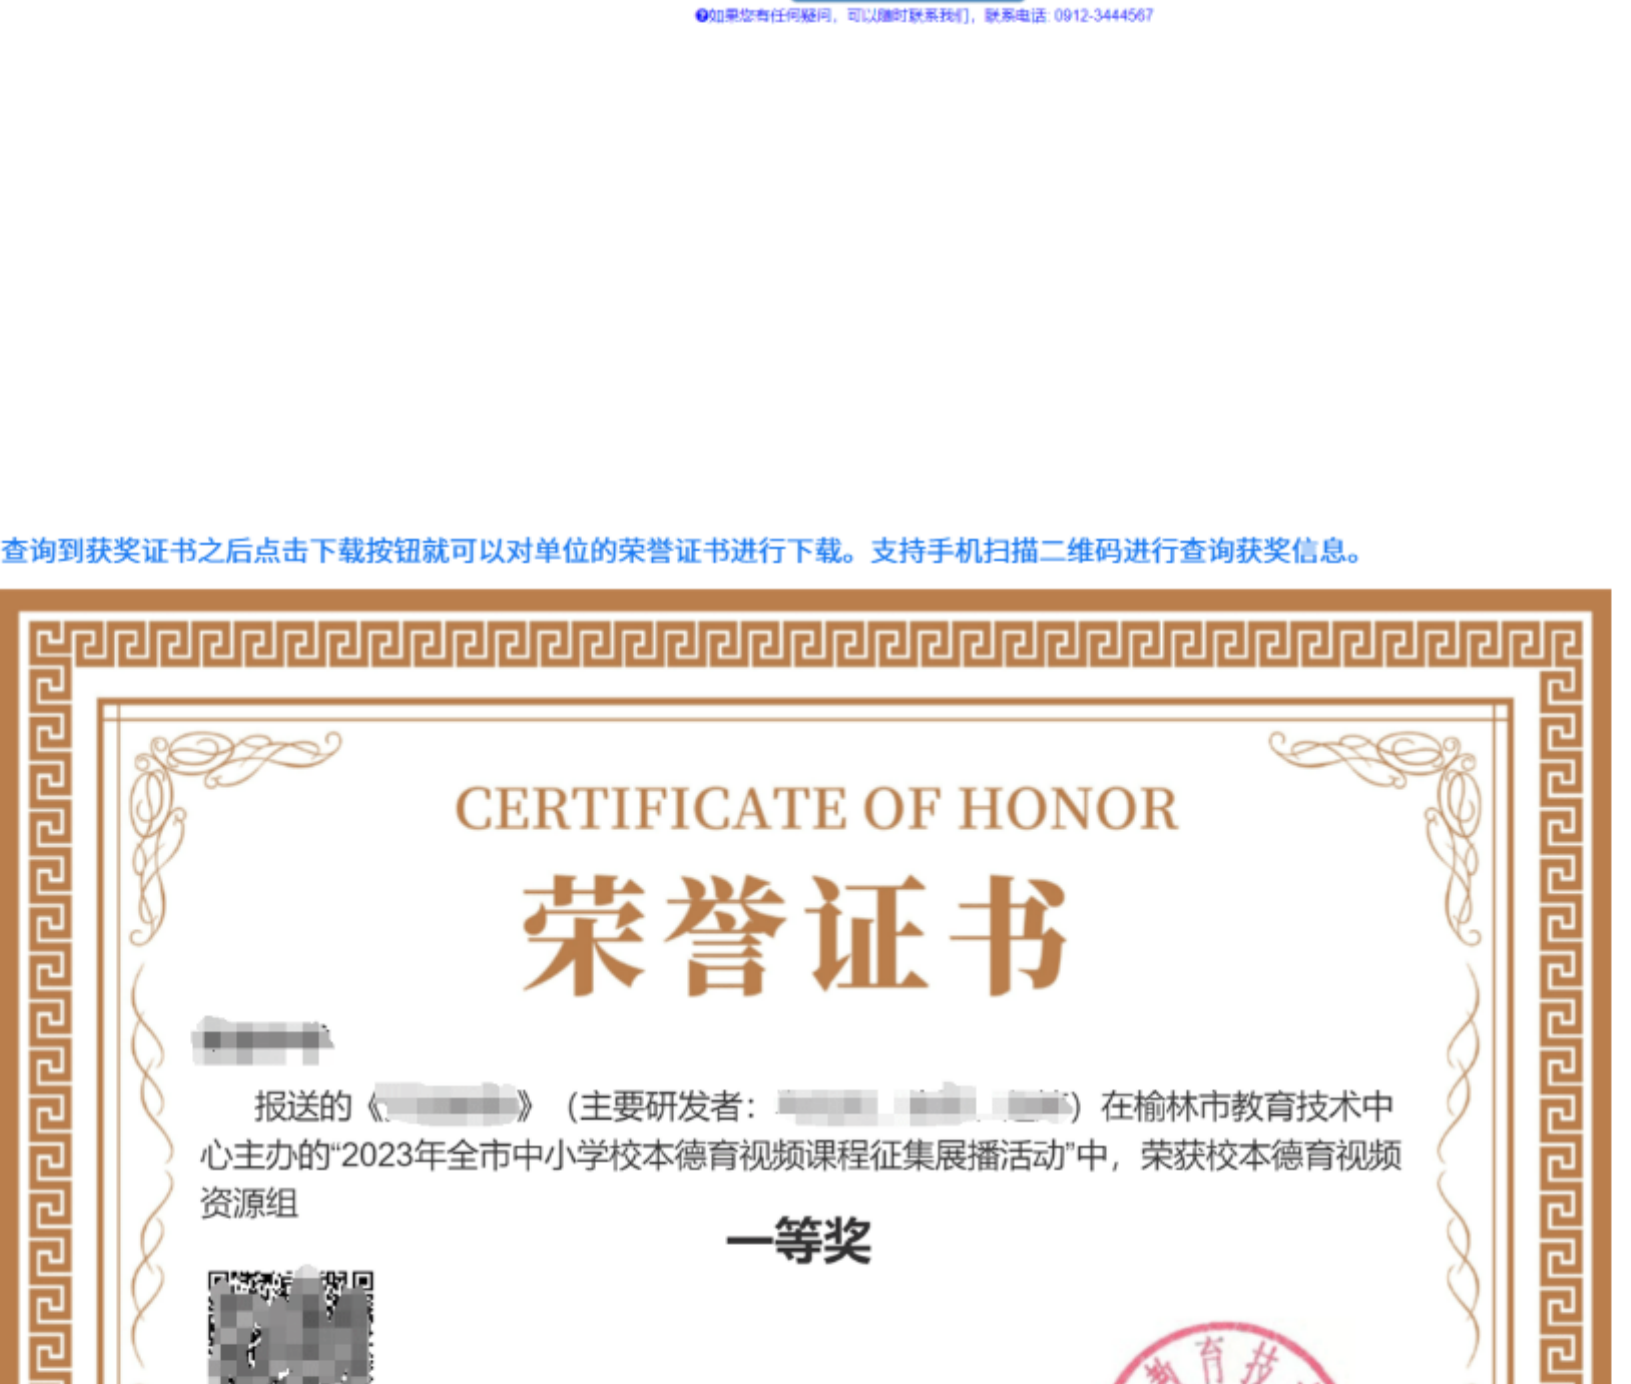 如果您有任何疑问，可以随时联系我们，联系电话: 0912-3444567
查询到获奖证书之后点击下载按钮就可以对单位的荣誉证书进行下载。支持手机扫描二维码进行查询获奖信息。
CERTIFICATE OF HONOR
荣誉证书
报送的《》（主要研发者：）在榆林市教育技术中
心主办的“2023年全市中小学校本德育视频课程征集展播活动”中，荣获校本德育视频
资源组
一等奖
教育技